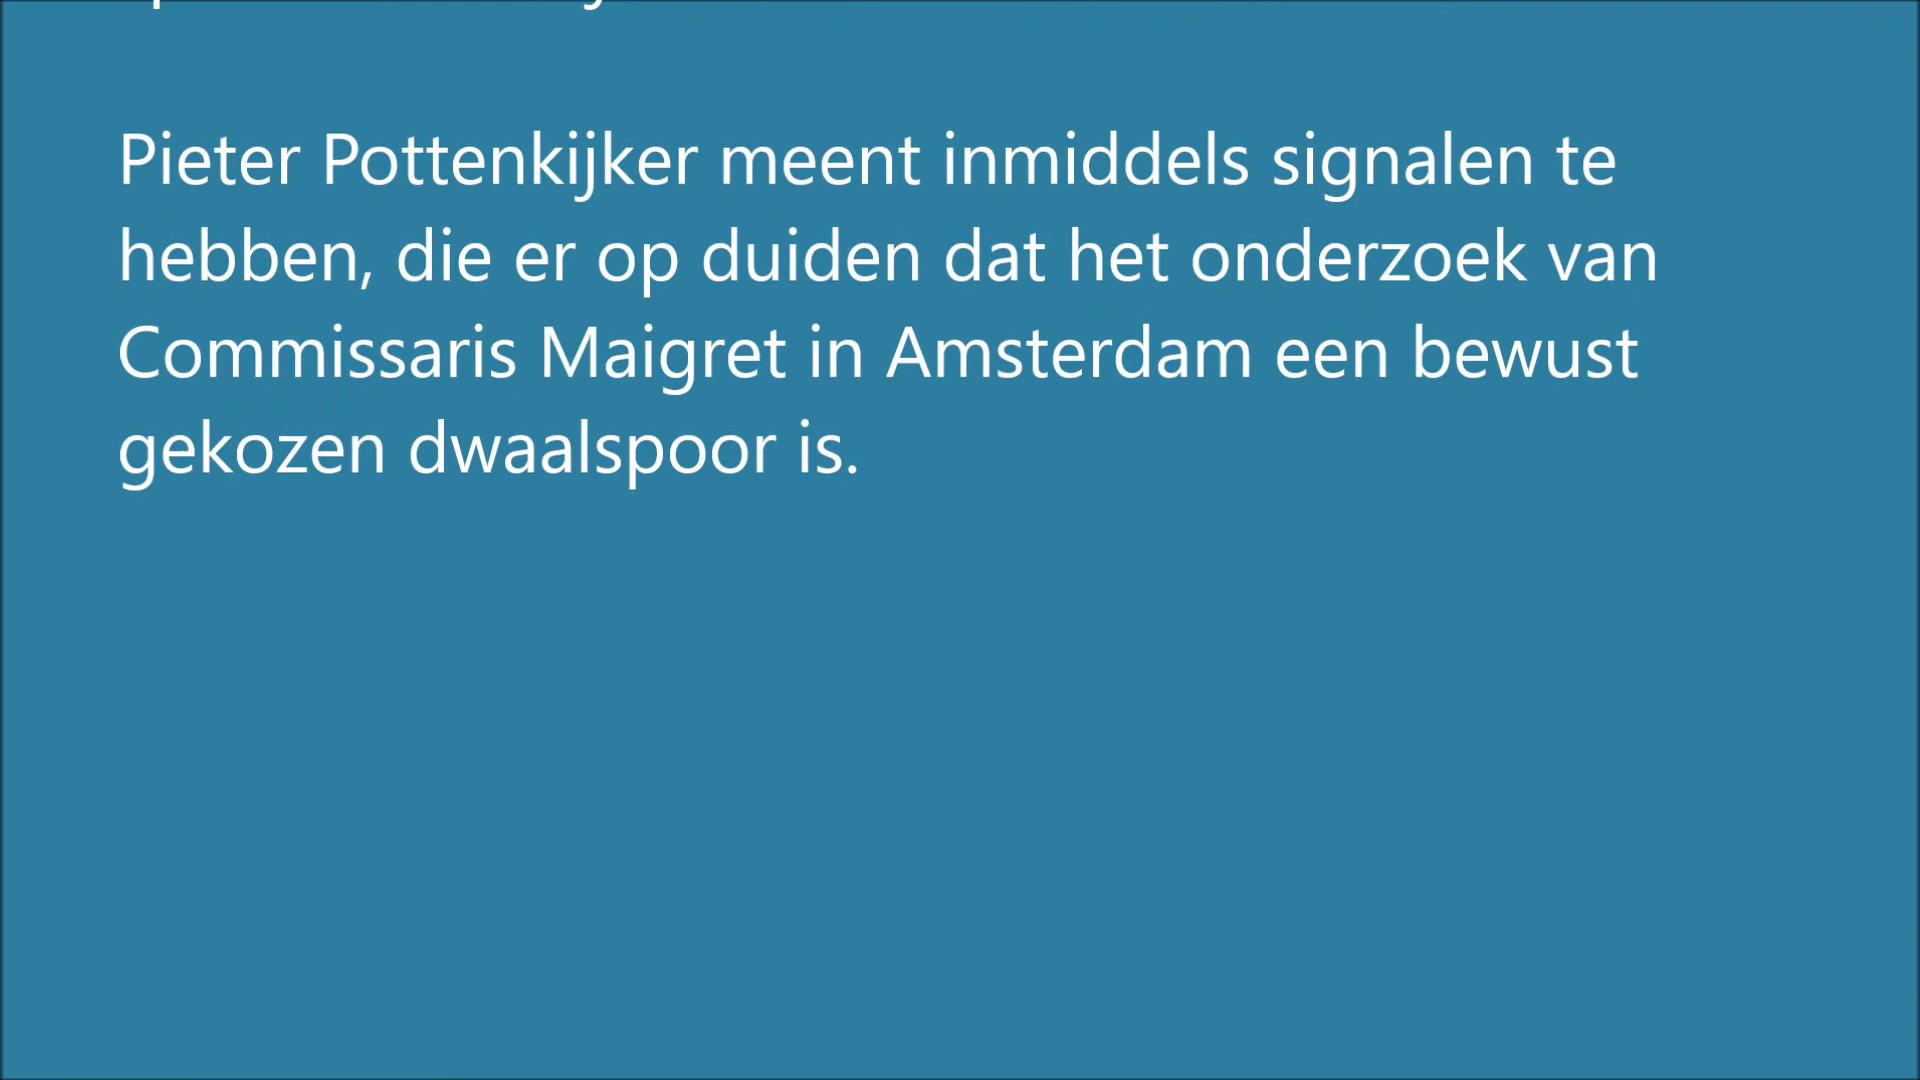 Pieter Pottenkijker meent inmiddels signalen te
hebben, die er op duiden dat het onderzoek van
Commissaris Maigret in Amsterdam een bewust
gekozen dwaalspoor is.